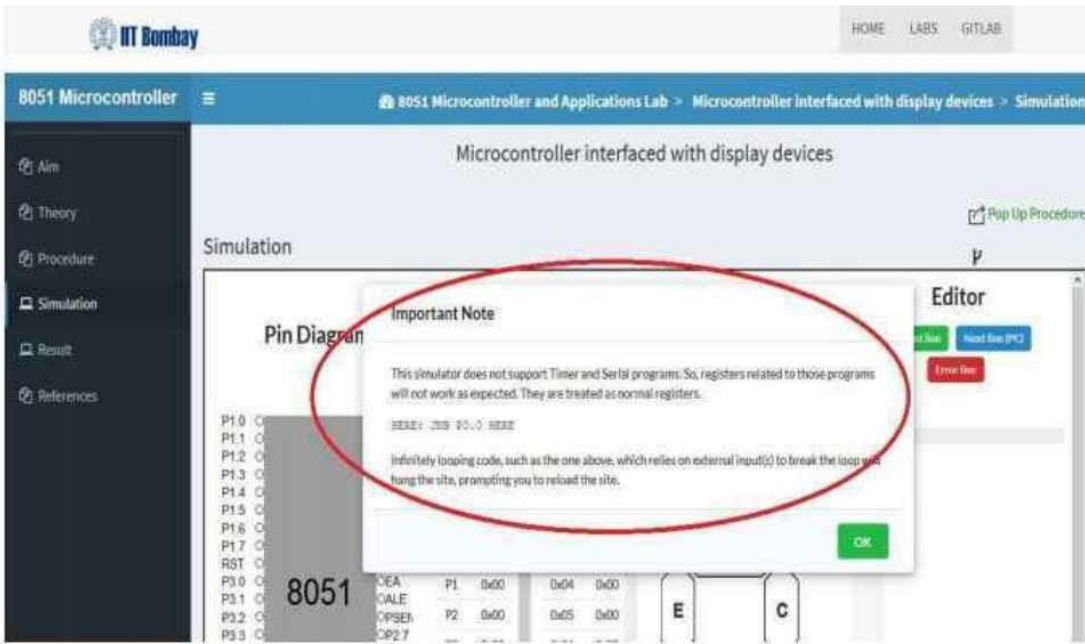 IIT Bombay
HOME LABS GITLAB
8051 Microcontroller
8051 Microcontroller and Applications Lab > Microcontroller interfaced with display devices > Simulation
Aim
Theory
Procedure
Simulation
Result
References
Microcontroller interfaced with display devices
Pop Up Procedure
Simulation
Editor
Next line (PC)
Error line
Pin Diagram
Important Note
This simulator does not support Timer and Serial programs. So, registers related to those programs
will not work as expected. They are treated as normal registers.
HERE: JNB P0.0 HERE
Infinitely looping code, such as the one above, which relies on external input(s) to break the loop will
hang the site, prompting you to reload the site.
OK
P1.0
P1.1
P1.2
P1.3
P1.4
P1.5
P1.6
P1.7
RST
P3.0
P3.1
P3.2
P3.3
8051
EA
ALE
PSEN
P2.7
P1 0x00
P2 0x00
0x04 0x00
0x05 0x00
E
C